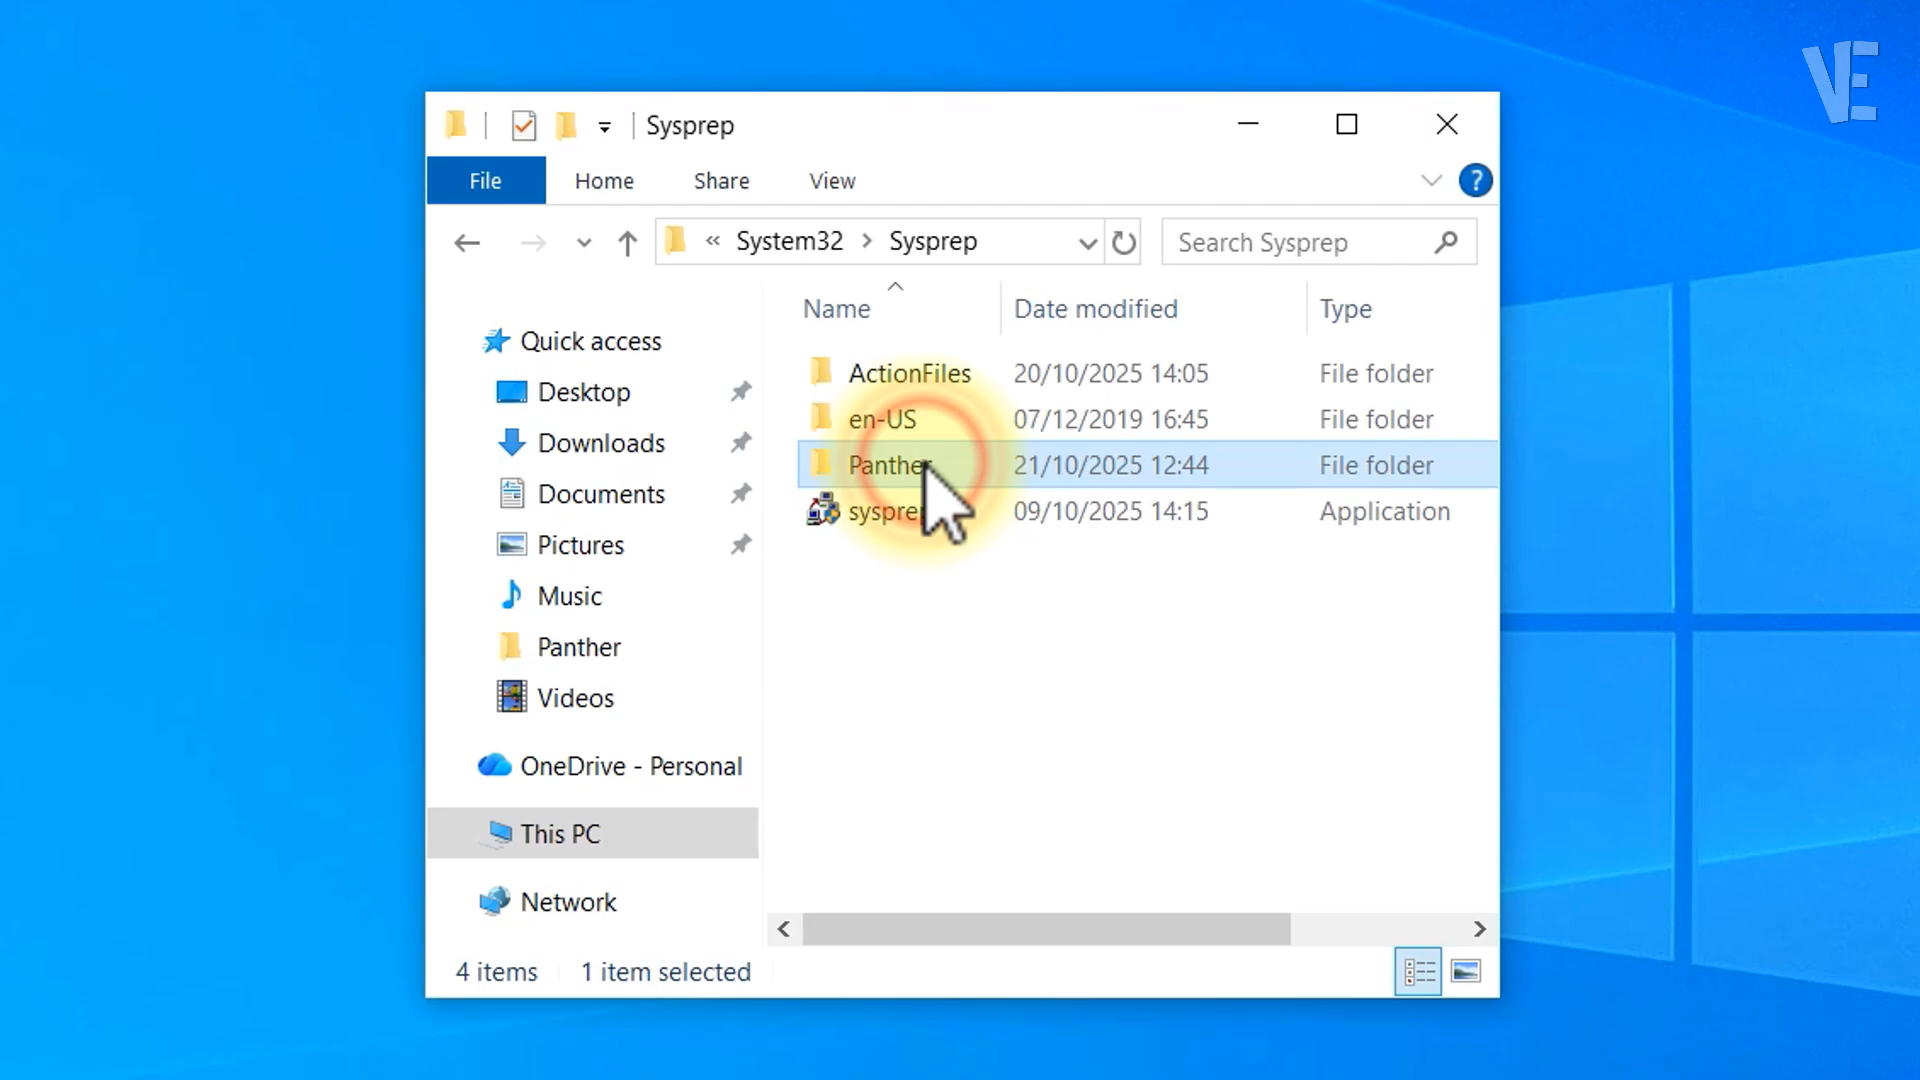 VE
Sysprep
File Home Share View
« System32 > Sysprep
Search Sysprep
Name Date modified Type
Quick access
Desktop
Downloads
Documents
Pictures
Music
Panther
Videos
OneDrive - Personal
This PC
Network
ActionFiles 20/10/2025 14:05 File folder
en-US 07/12/2019 16:45 File folder
Panther 21/10/2025 12:44 File folder
sysprep 09/10/2025 14:15 Application
4 items 1 item selected